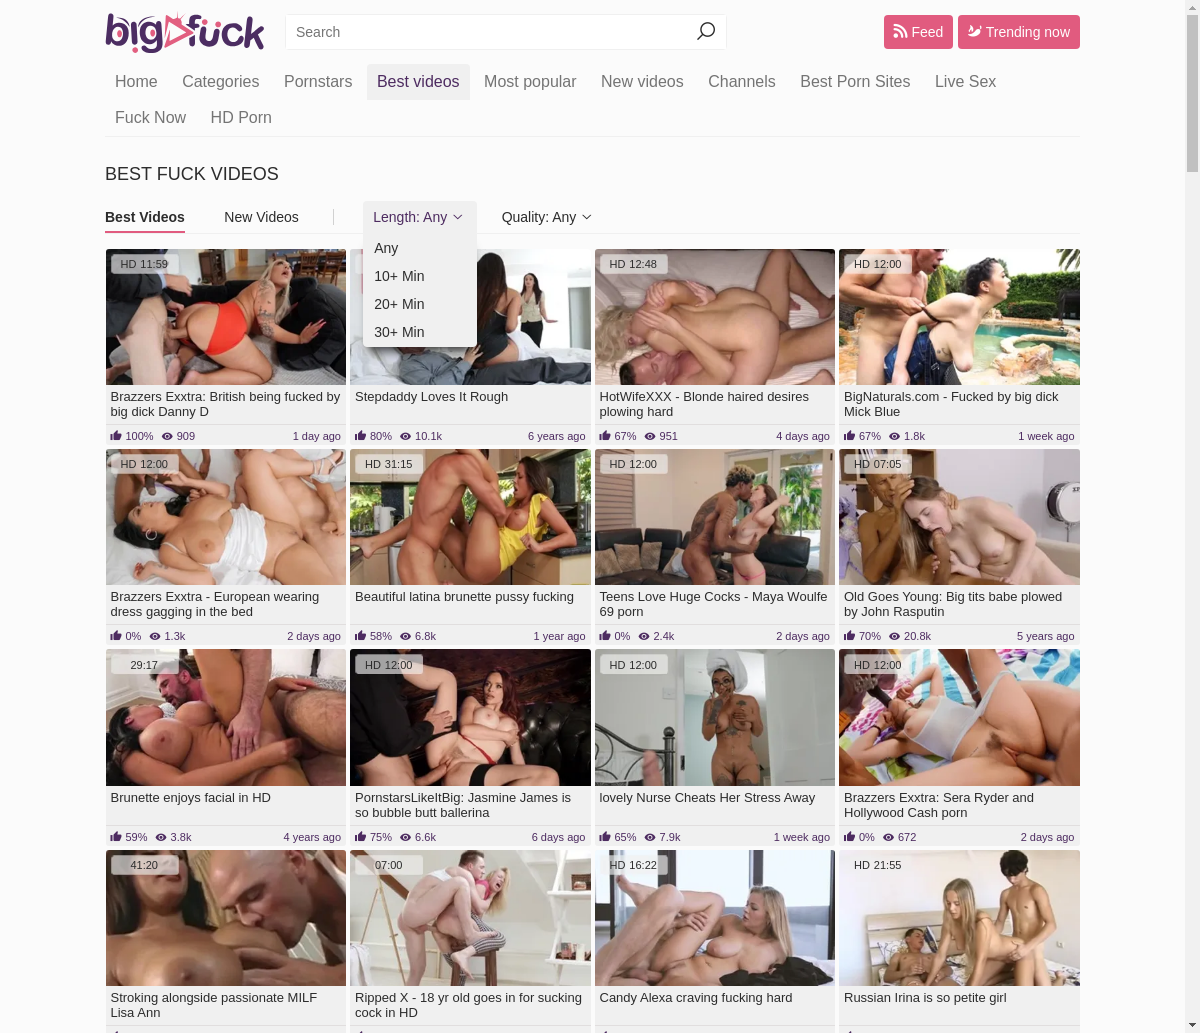 big fuck
Search
Feed
Trending now
Home Categories Pornstars Best videos Most popular New videos Channels Best Porn Sites Live Sex
Fuck Now HD Porn
BEST FUCK VIDEOS
Best Videos New Videos Length: Any Quality: Any
Any
10+ Min
20+ Min
30+ Min
HD 11:59
HD 12:48
HD 12:00
Brazzers Exxtra: British being fucked by
big dick Danny D
100% 909 1 day ago
Stepdaddy Loves It Rough
80% 10.1k 6 years ago
HotWifeXXX - Blonde haired desires
plowing hard
67% 951 4 days ago
BigNaturals.com - Fucked by big dick
Mick Blue
67% 1.8k 1 week ago
HD 12:00
HD 31:15
HD 12:00
HD 07:05
Brazzers Exxtra - European wearing
dress gagging in the bed
0% 1.3k 2 days ago
Beautiful latina brunette pussy fucking
58% 6.8k 1 year ago
Teens Love Huge Cocks - Maya Woulfe
69 porn
0% 2.4k 2 days ago
Old Goes Young: Big tits babe plowed
by John Rasputin
70% 20.8k 5 years ago
29:17
HD 12:00
HD 12:00
HD 12:00
Brunette enjoys facial in HD
59% 3.8k 4 years ago
PornstarsLikeItBig: Jasmine James is
so bubble butt ballerina
75% 6.6k 6 days ago
lovely Nurse Cheats Her Stress Away
65% 7.9k 1 week ago
Brazzers Exxtra: Sera Ryder and
Hollywood Cash porn
0% 672 2 days ago
41:20
07:00
HD 16:22
HD 21:55
Stroking alongside passionate MILF
Lisa Ann
Ripped X - 18 yr old goes in for sucking
cock in HD
Candy Alexa craving fucking hard
Russian Irina is so petite girl